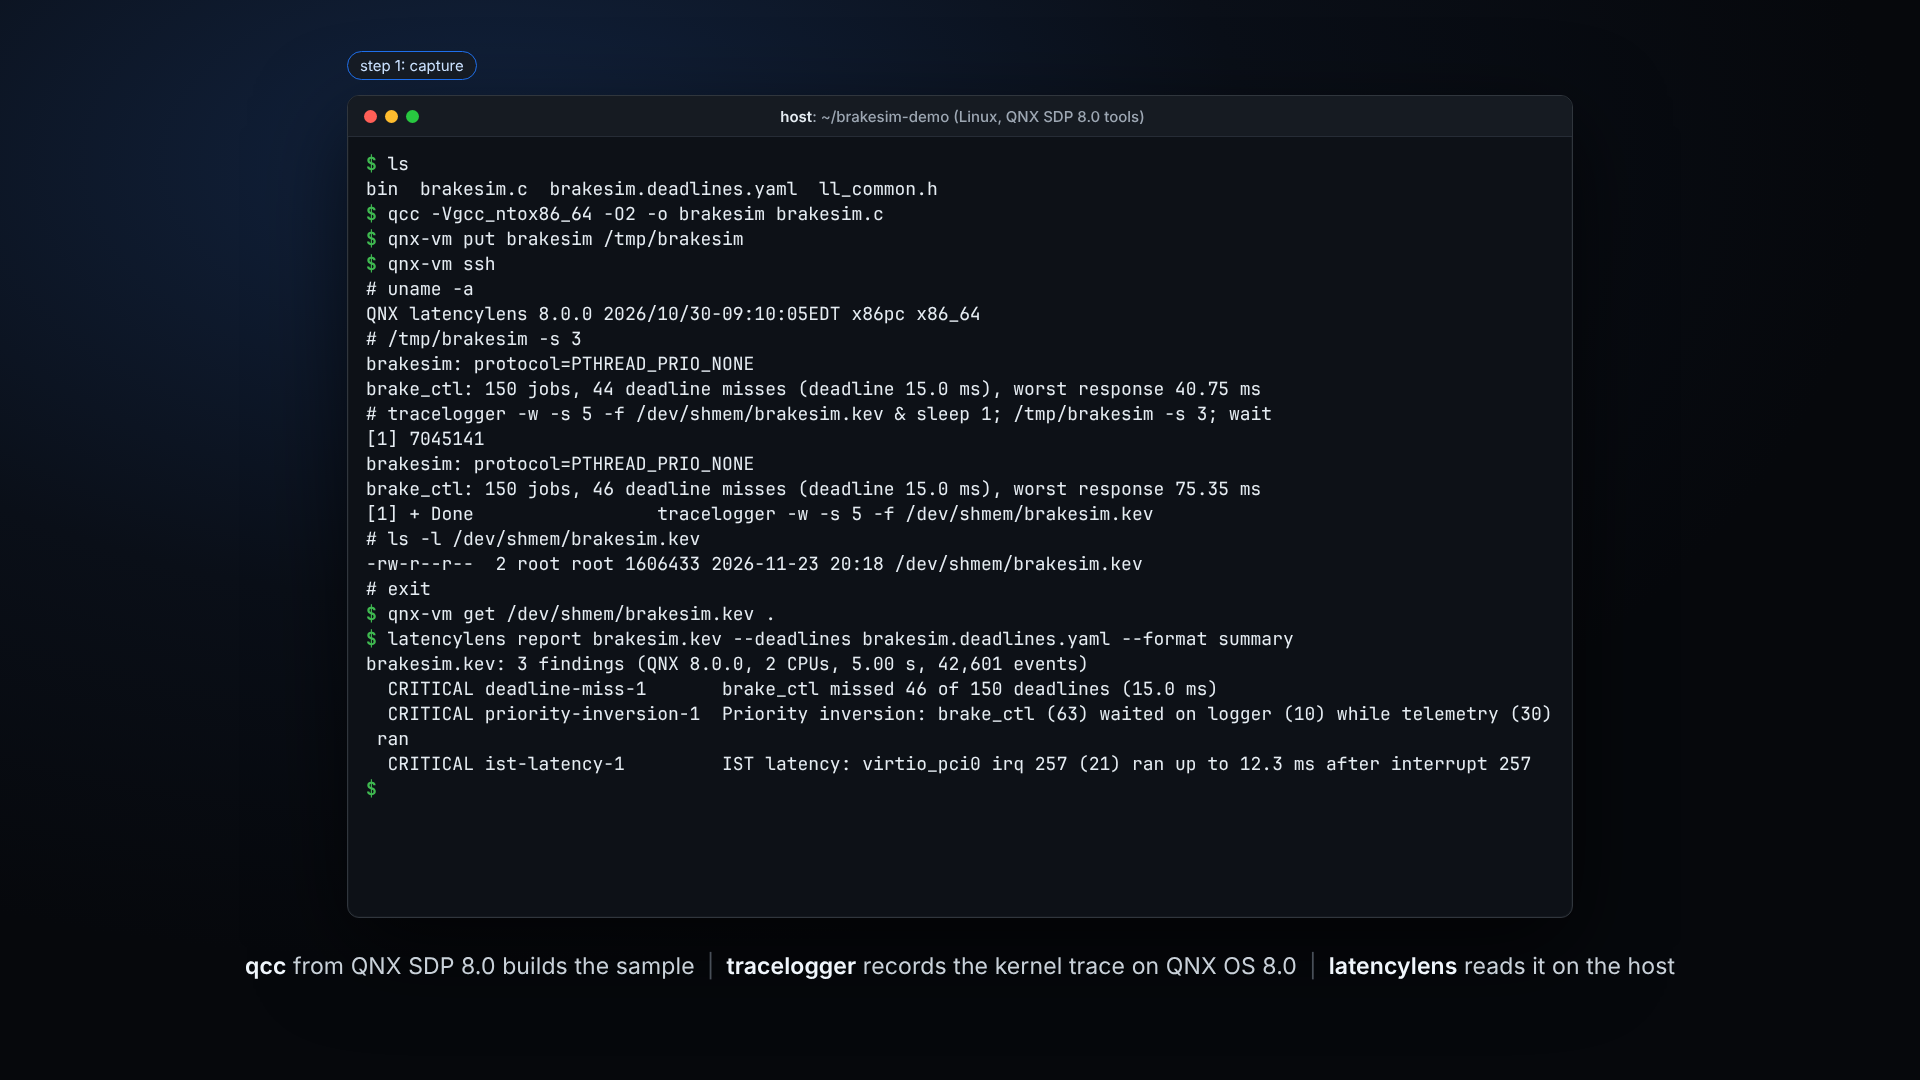 step 1: capture
host: ~/brakesim-demo (Linux, QNX SDP 8.0 tools)
$ ls
bin  brakesim.c  brakesim.deadlines.yaml  ll_common.h
$ qcc -Vgcc_ntox86_64 -O2 -o brakesim brakesim.c
$ qnx-vm put brakesim /tmp/brakesim
$ qnx-vm ssh
# uname -a
QNX latencylens 8.0.0 2026/10/30-09:10:05EDT x86pc x86_64
# /tmp/brakesim -s 3
brakesim: protocol=PTHREAD_PRIO_NONE
brake_ctl: 150 jobs, 44 deadline misses (deadline 15.0 ms), worst response 40.75 ms
# tracelogger -w -s 5 -f /dev/shmem/brakesim.kev & sleep 1; /tmp/brakesim -s 3; wait
[1] 7045141
brakesim: protocol=PTHREAD_PRIO_NONE
brake_ctl: 150 jobs, 46 deadline misses (deadline 15.0 ms), worst response 75.35 ms
[1] + Done                 tracelogger -w -s 5 -f /dev/shmem/brakesim.kev
# ls -l /dev/shmem/brakesim.kev
-rw-r--r--  2 root root 1606433 2026-11-23 20:18 /dev/shmem/brakesim.kev
# exit
$ qnx-vm get /dev/shmem/brakesim.kev .
$ latencylens report brakesim.kev --deadlines brakesim.deadlines.yaml --format summary
brakesim.kev: 3 findings (QNX 8.0.0, 2 CPUs, 5.00 s, 42,601 events)
  CRITICAL deadline-miss-1       brake_ctl missed 46 of 150 deadlines (15.0 ms)
  CRITICAL priority-inversion-1  Priority inversion: brake_ctl (63) waited on logger (10) while telemetry (30)
 ran
  CRITICAL ist-latency-1         IST latency: virtio_pci0 irq 257 (21) ran up to 12.3 ms after interrupt 257
$
qcc from QNX SDP 8.0 builds the sample | tracelogger records the kernel trace on QNX OS 8.0 | latencylens reads it on the host